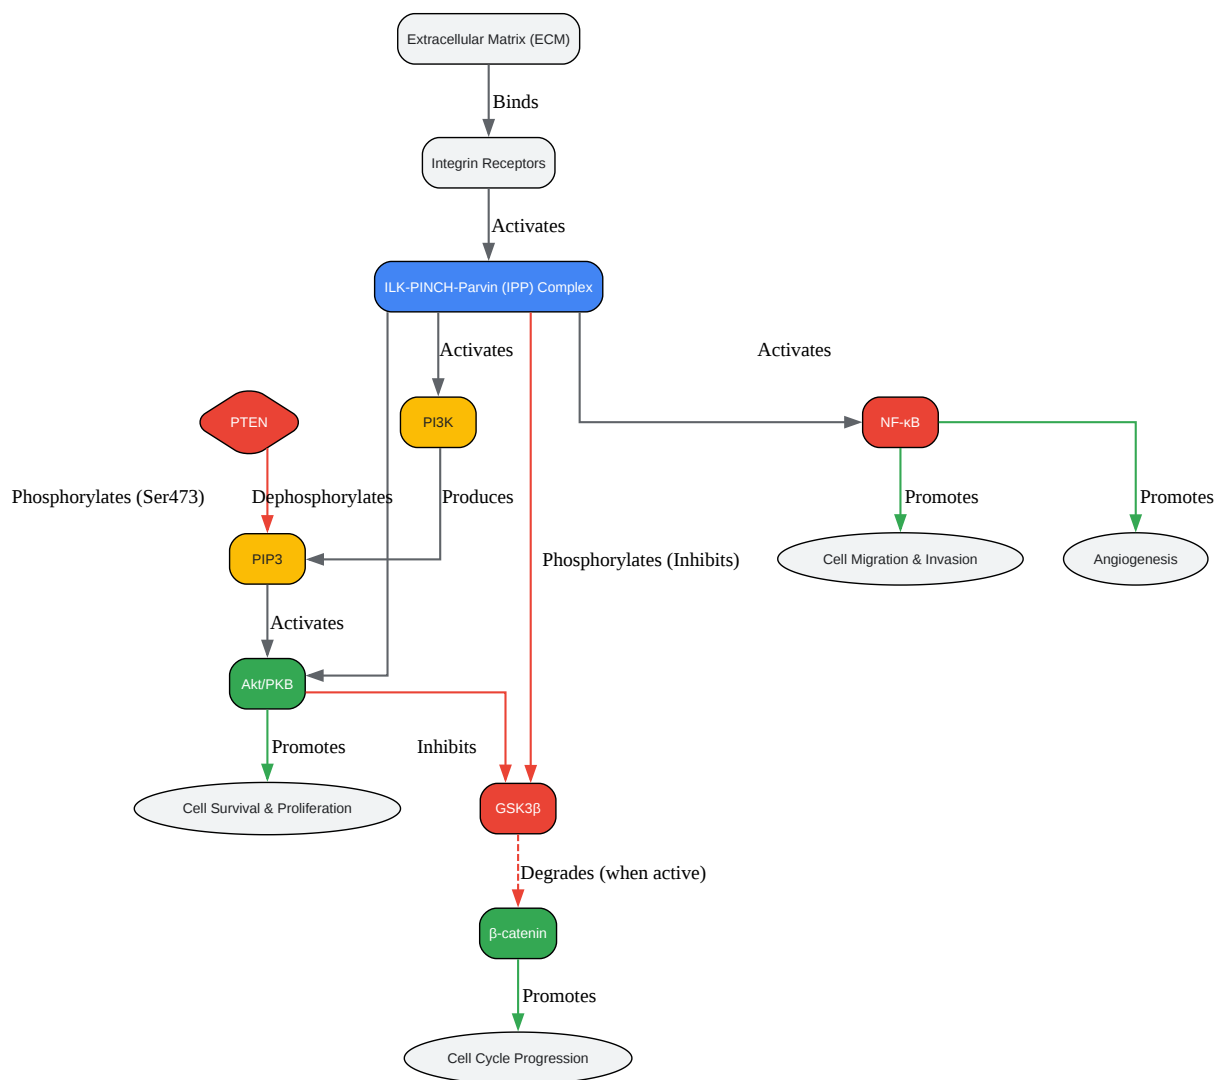 Extracellular Matrix (ECM)
Binds
Integrin Receptors
Activates
ILK-PINCH-Parvin (IPP) Complex
Activates
Activates
PTEN
PI3K
NF-κB
Phosphorylates (Ser473)
Dephosphorylates
Produces
Promotes
Promotes
PIP3
Phosphorylates (Inhibits)
Cell Migration & Invasion
Angiogenesis
Activates
Akt/PKB
Promotes
Inhibits
Cell Survival & Proliferation
GSK3β
Degrades (when active)
β-catenin
Promotes
Cell Cycle Progression